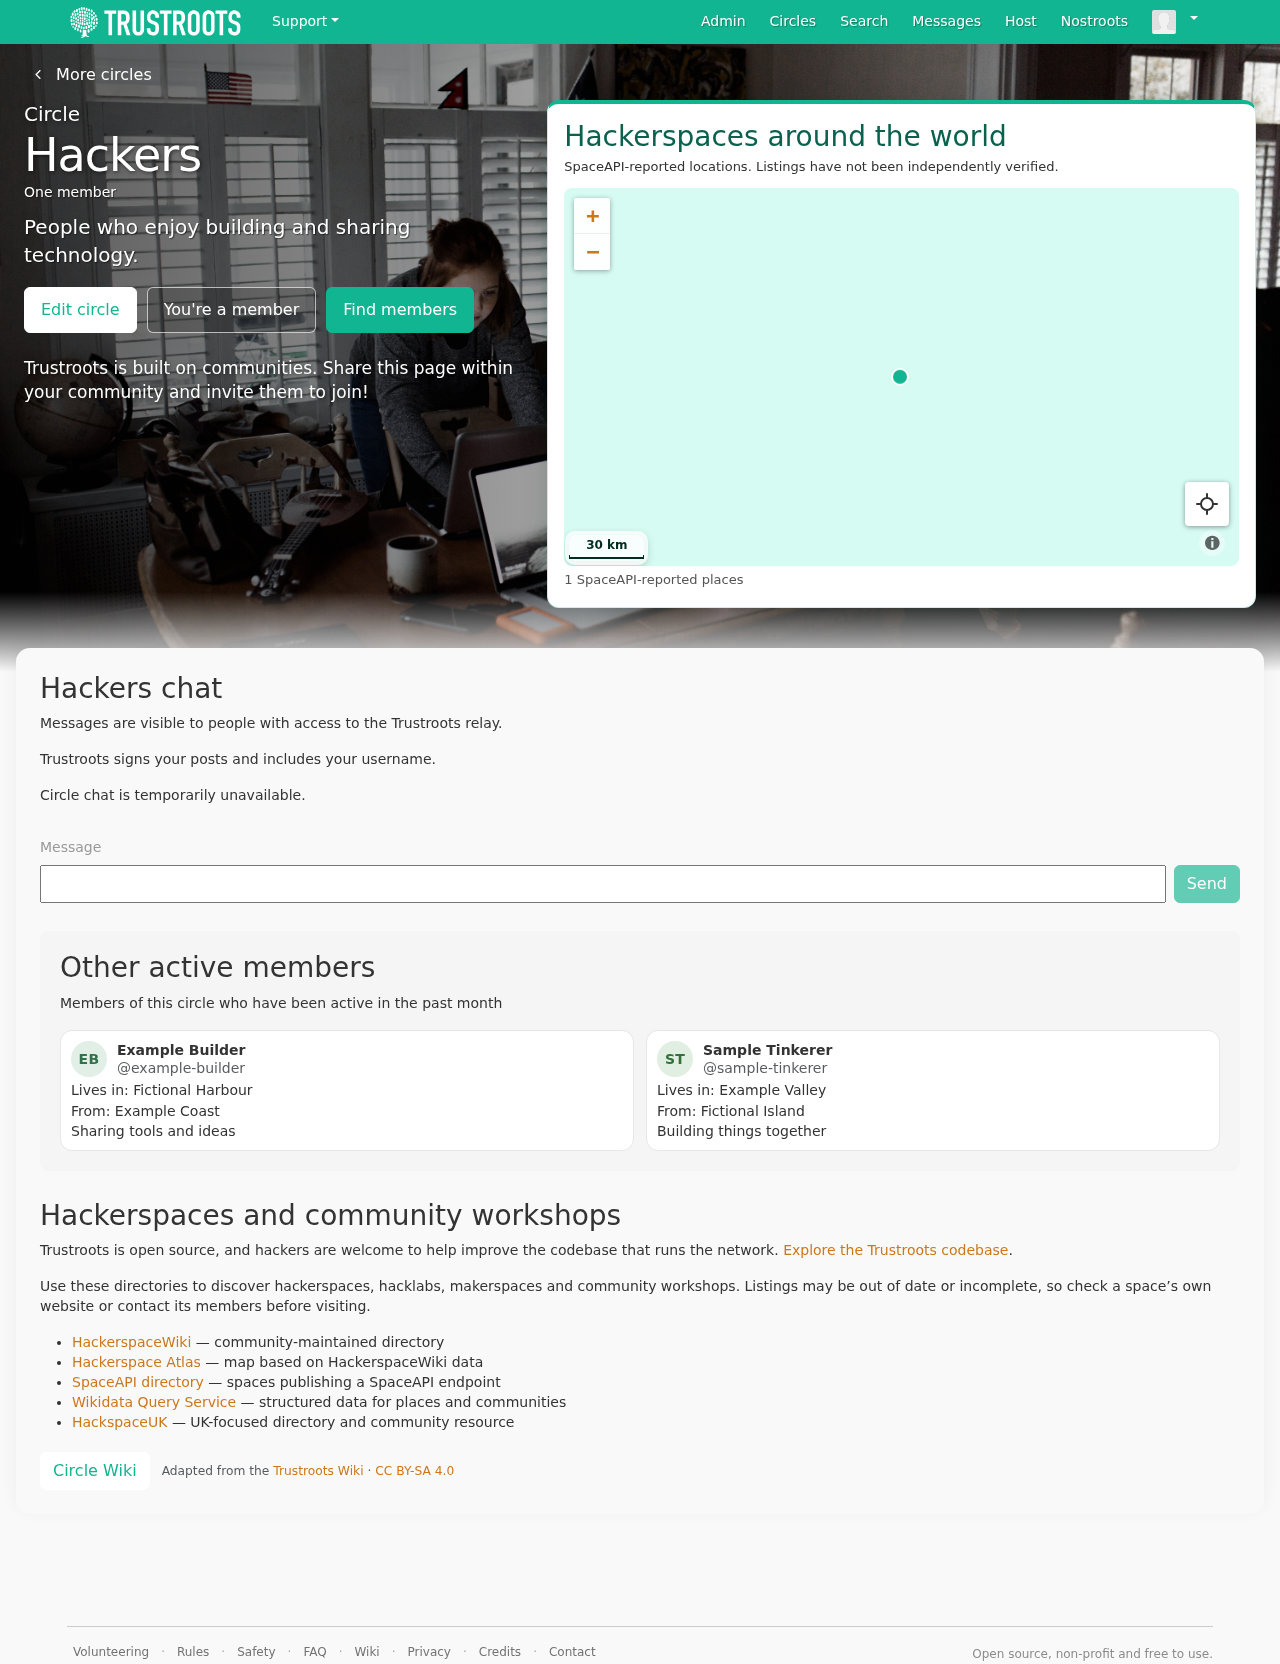 TRUSTROOTS
Support
Admin
Circles
Search
Messages
Host
Nostroots
More circles
Circle
Hackers
One member
People who enjoy building and sharing
technology.
Edit circle
You're a member
Find members
Trustroots is built on communities. Share this page within
your community and invite them to join!
Hackerspaces around the world
SpaceAPI-reported locations. Listings have not been independently verified.
+
−
30 km
1 SpaceAPI-reported places
Hackers chat
Messages are visible to people with access to the Trustroots relay.
Trustroots signs your posts and includes your username.
Circle chat is temporarily unavailable.
Message
Send
Other active members
Members of this circle who have been active in the past month
EB
Example Builder
@example-builder
Lives in: Fictional Harbour
From: Example Coast
Sharing tools and ideas
ST
Sample Tinkerer
@sample-tinkerer
Lives in: Example Valley
From: Fictional Island
Building things together
Hackerspaces and community workshops
Trustroots is open source, and hackers are welcome to help improve the codebase that runs the network. Explore the Trustroots codebase.
Use these directories to discover hackerspaces, hacklabs, makerspaces and community workshops. Listings may be out of date or incomplete, so check a space’s own
website or contact its members before visiting.
• HackerspaceWiki — community-maintained directory
• Hackerspace Atlas — map based on HackerspaceWiki data
• SpaceAPI directory — spaces publishing a SpaceAPI endpoint
• Wikidata Query Service — structured data for places and communities
• HackspaceUK — UK-focused directory and community resource
Circle Wiki
Adapted from the Trustroots Wiki · CC BY-SA 4.0
Volunteering · Rules · Safety · FAQ · Wiki · Privacy · Credits · Contact
Open source, non-profit and free to use.